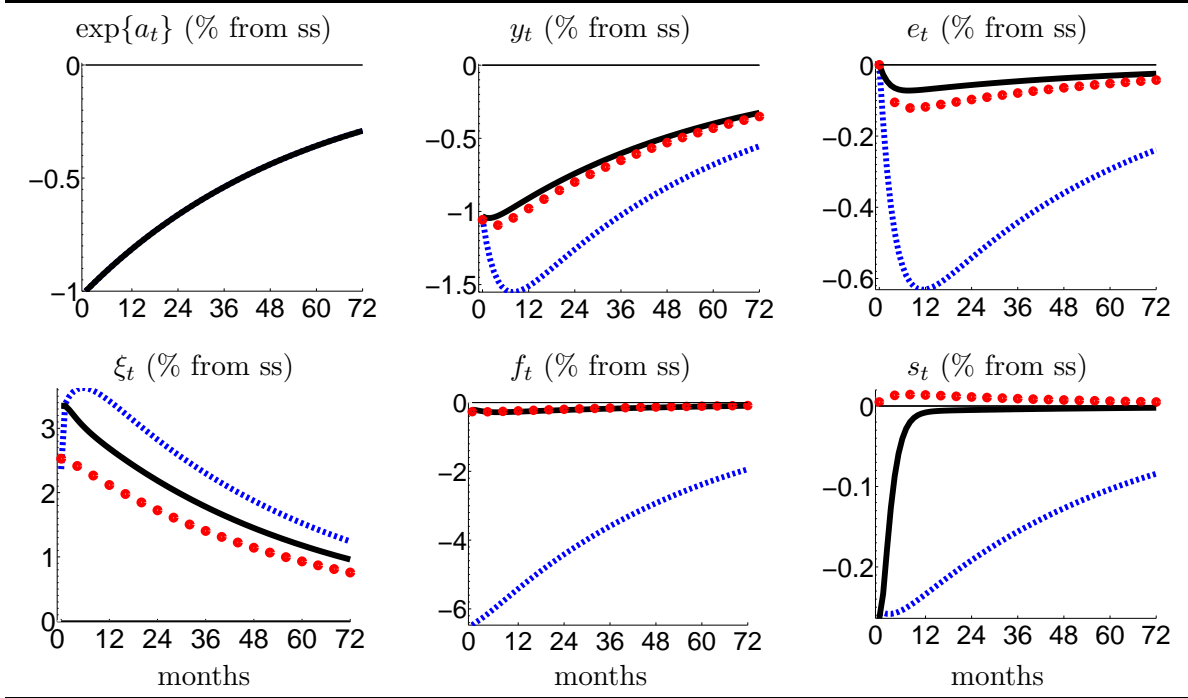 exp{a_t} (% from ss)
y_t (% from ss)
e_t (% from ss)
0
−0.5
−1
0 12 24 36 48 60 72
0
−0.5
−1
−1.5
0 12 24 36 48 60 72
0
−0.2
−0.4
−0.6
0 12 24 36 48 60 72
ξ_t (% from ss)
f_t (% from ss)
s_t (% from ss)
3
2
1
0
0 12 24 36 48 60 72
months
0
−2
−4
−6
0 12 24 36 48 60 72
months
0
−0.1
−0.2
0 12 24 36 48 60 72
months